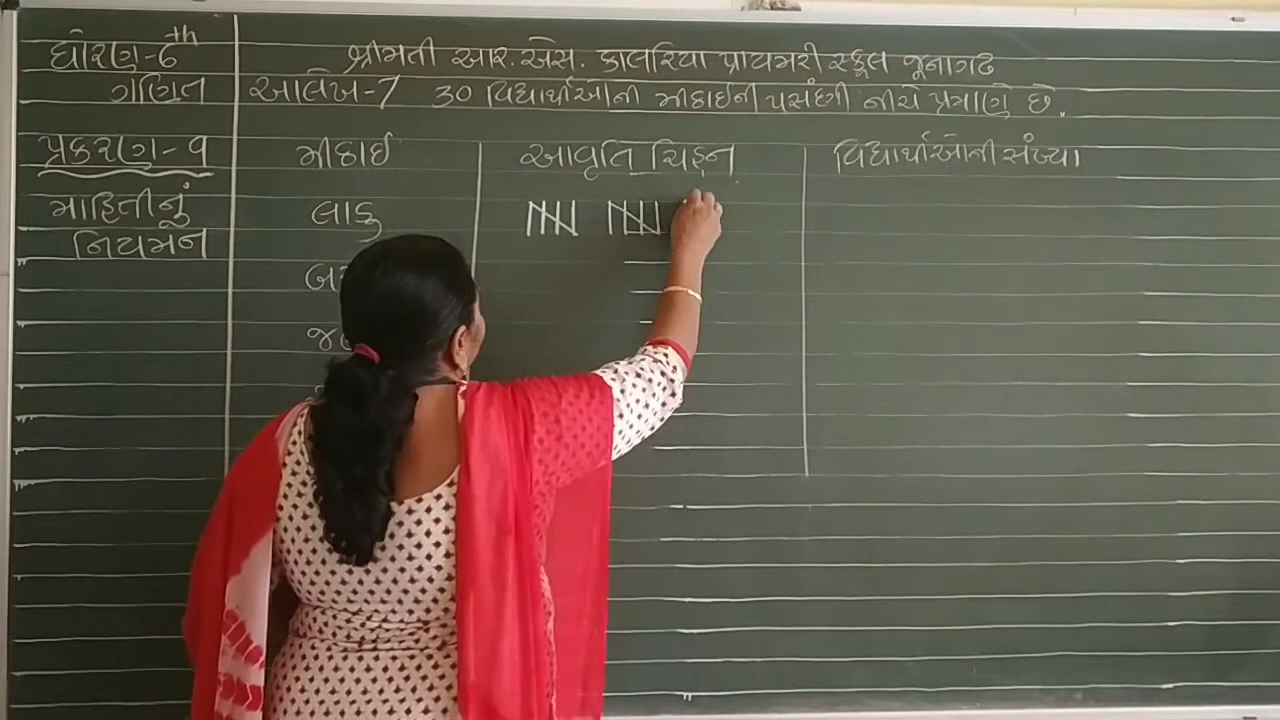 ધોરણ-6th
શ્રીમતી આર. એસ. કાલરિયા પ્રાયમરી સ્કૂલ જૂનાગઢ
ગણિત
આલેખ-7 30 વિદ્યાર્થીઓની મીઠાઈની પસંદગી નીચે પ્રમાણે છે.
પ્રકરણ-૧
મીઠાઈ
આવૃતિ ચિહ્ન
વિદ્યાર્થીઓની સંખ્યા
માહિતીનું
નિયમન
લાડુ